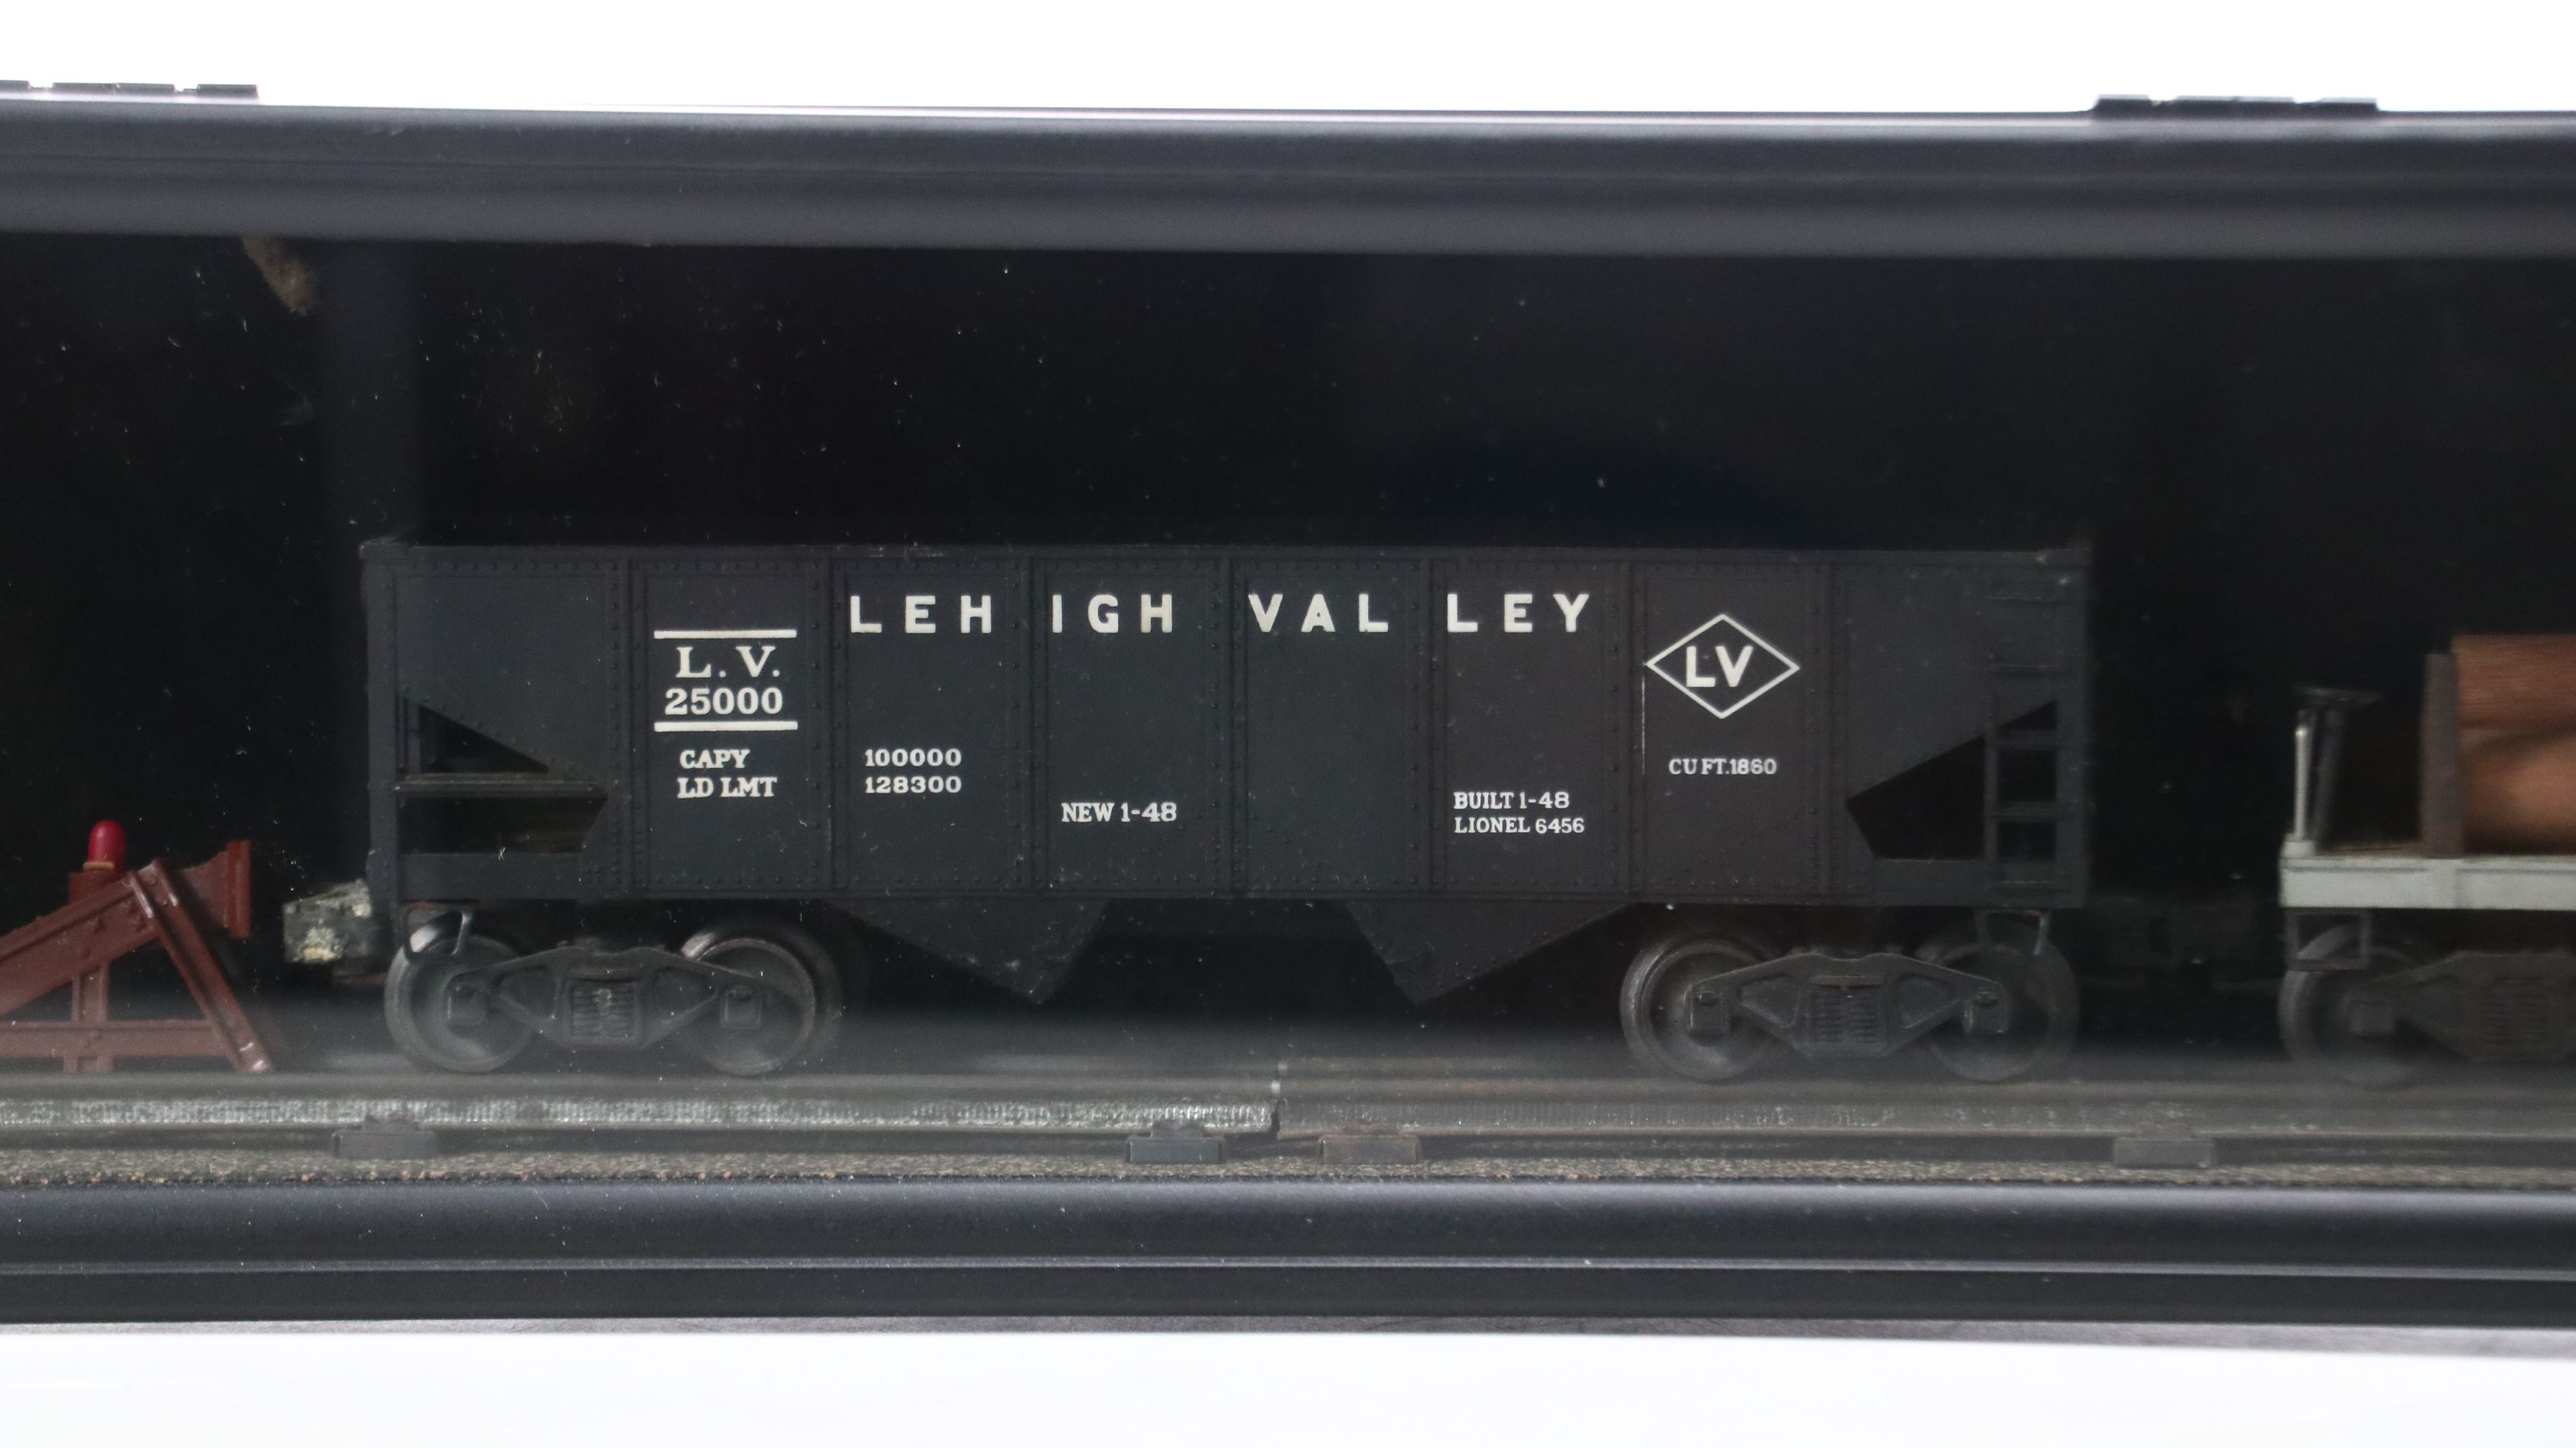 LEHIGH VALLEY
L.V.
25000
CAPY 100000
LD LMT 128300
NEW 1-48
BUILT 1-48
LIONEL 6456
LV
CU FT.1860